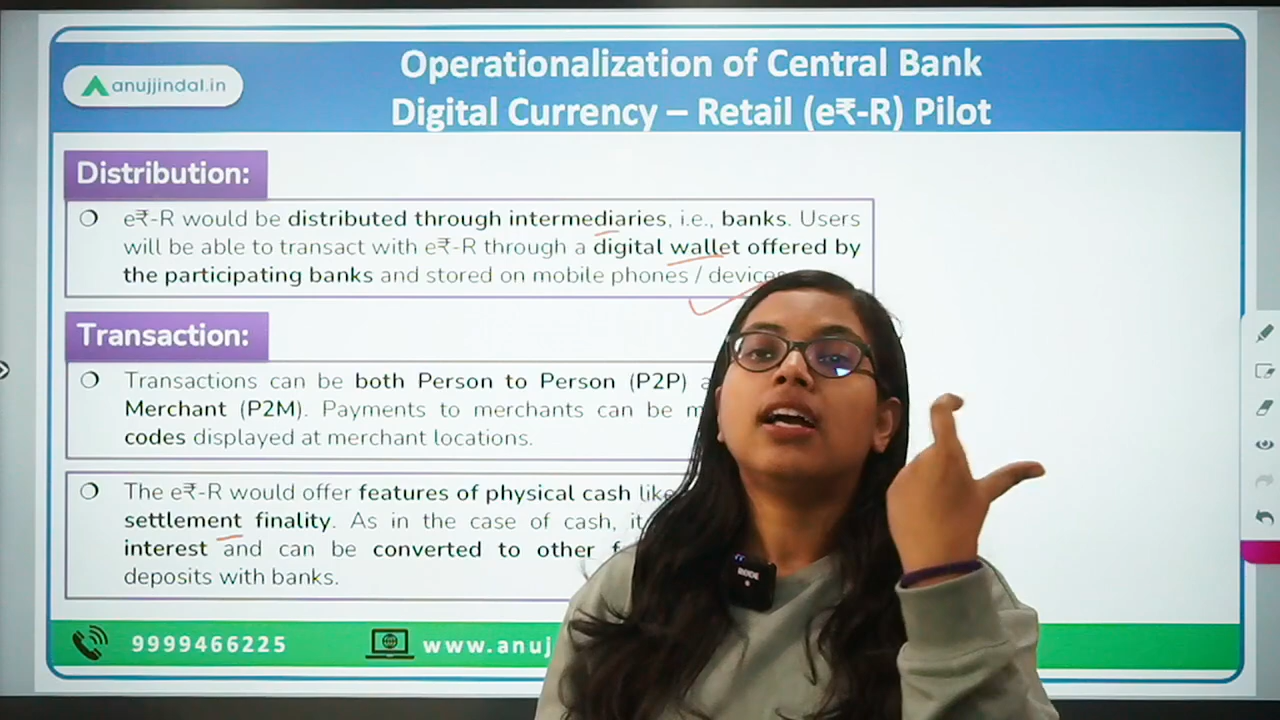 Operationalization of Central Bank
Digital Currency – Retail (e₹-R) Pilot
anujjindal.in
Distribution:
e₹-R would be distributed through intermediaries, i.e., banks. Users
will be able to transact with e₹-R through a digital wallet offered by
the participating banks and stored on mobile phones / devices
Transaction:
Transactions can be both Person to Person (P2P)
Merchant (P2M). Payments to merchants can be
codes displayed at merchant locations.
The e₹-R would offer features of physical cash like
settlement finality. As in the case of cash, it
interest and can be converted to other
deposits with banks.
9999466225
www.anuj
RODE